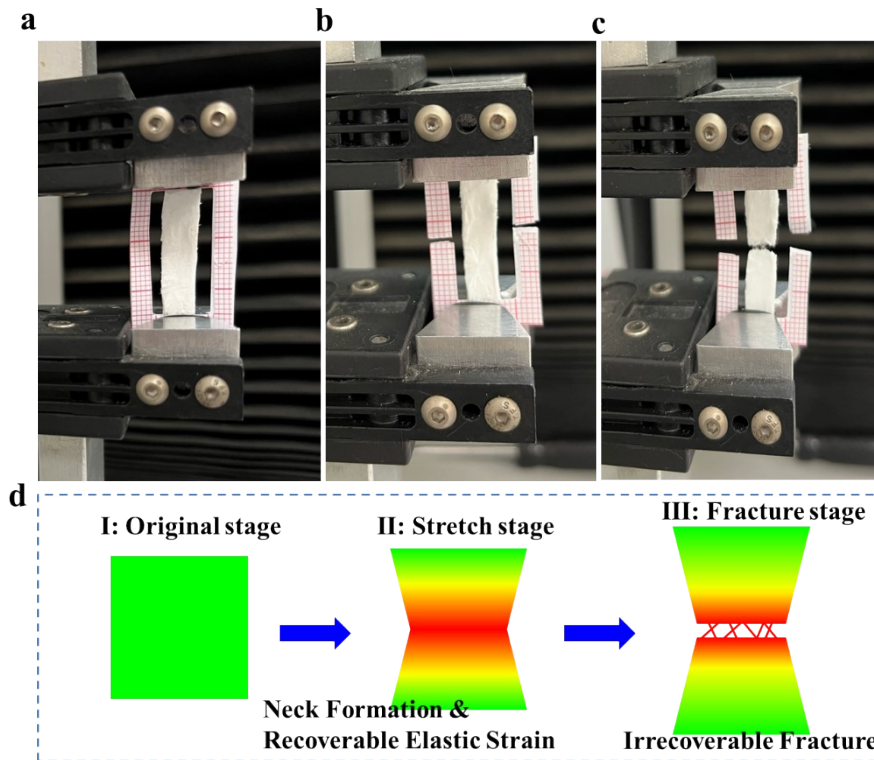 a
b
c
d
I: Original stage
II: Stretch stage
III: Fracture stage
Neck Formation &
Recoverable Elastic Strain
Irrecoverable Fracture